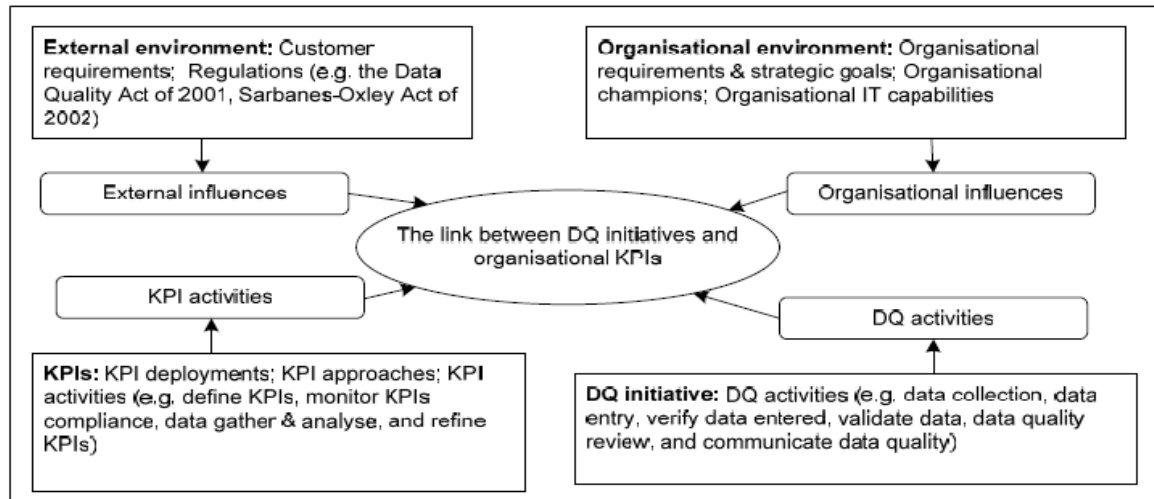 External environment: Customer
requirements; Regulations (e.g. the Data
Quality Act of 2001, Sarbanes-Oxley Act of
2002)
Organisational environment: Organisational
requirements & strategic goals; Organisational
champions; Organisational IT capabilities
External influences
Organisational influences
The link between DQ initiatives and
organisational KPIs
KPI activities
DQ activities
KPIs: KPI deployments; KPI approaches; KPI
activities (e.g. define KPIs, monitor KPIs
compliance, data gather & analyse, and refine
KPIs)
DQ initiative: DQ activities (e.g. data collection, data
entry, verify data entered, validate data, data quality
review, and communicate data quality)